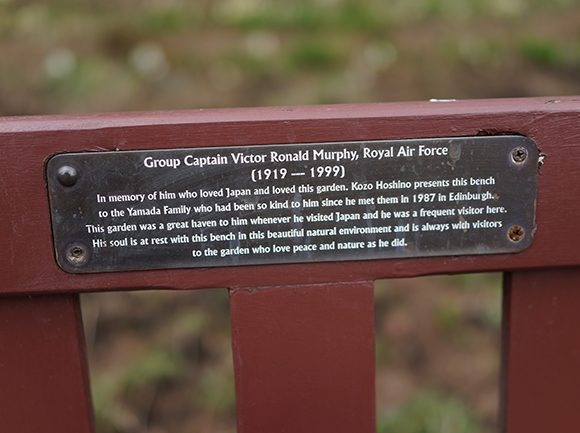 Group Captain Victor Ronald Murphy, Royal Air Force
(1919 — 1999)
In memory of him who loved Japan and loved this garden. Kozo Hoshino presents this bench
to the Yamada Family who had been so kind to him since he met them in 1987 in Edinburgh.
This garden was a great haven to him whenever he visited Japan and he was a frequent visitor here.
His soul is at rest with this bench in this beautiful natural environment and is always with visitors
to the garden who love peace and nature as he did.